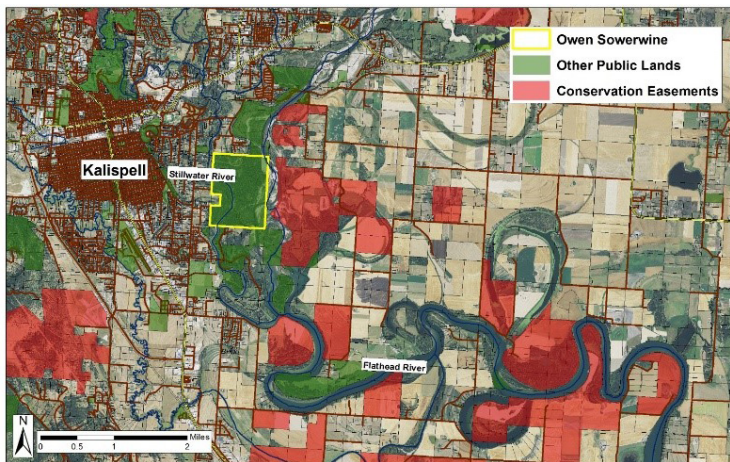 Owen Sowerwine
Other Public Lands
Conservation Easements
Kalispell
Stillwater River
Flathead River
N
Miles
0 0.5 1 2